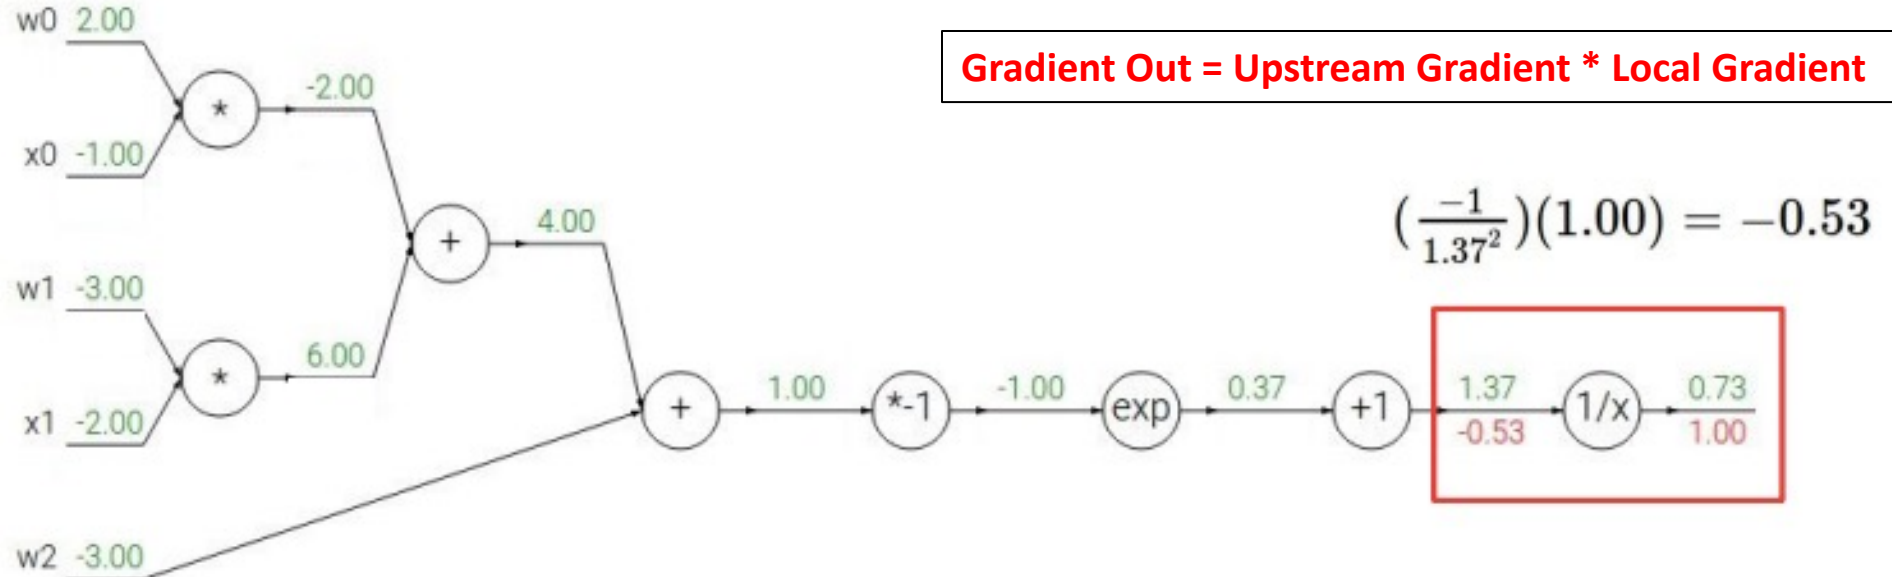 w0 2.00
Gradient Out = Upstream Gradient * Local Gradient
-2.00
*
x0 -1.00
(-1/1.37²)(1.00) = -0.53
4.00
+
w1 -3.00
6.00
*
1.00 -1.00 0.37 1.37 0.73
+ *-1 exp +1 1/x
x1 -2.00
-0.53 1.00
w2 -3.00